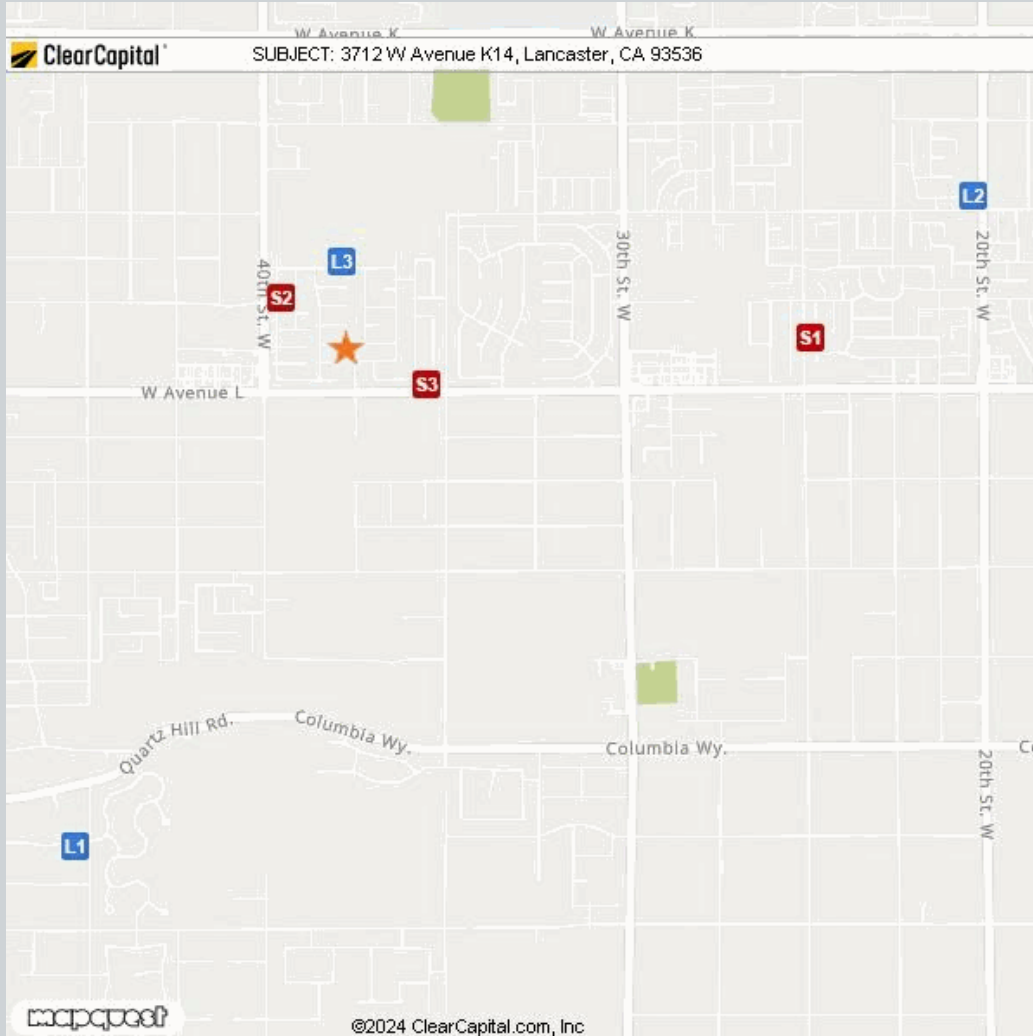 W Avenue K
W Avenue K
ClearCapital
SUBJECT: 3712 W Avenue K14, Lancaster, CA 93536
L2
L3
40th St. W
30th St. W
20th St. W
S2
S1
S3
W Avenue L
Quartz Hill Rd.
Columbia Wy.
Columbia Wy.
Co
20th St. W
L1
mapquest
©2024 ClearCapital.com, Inc